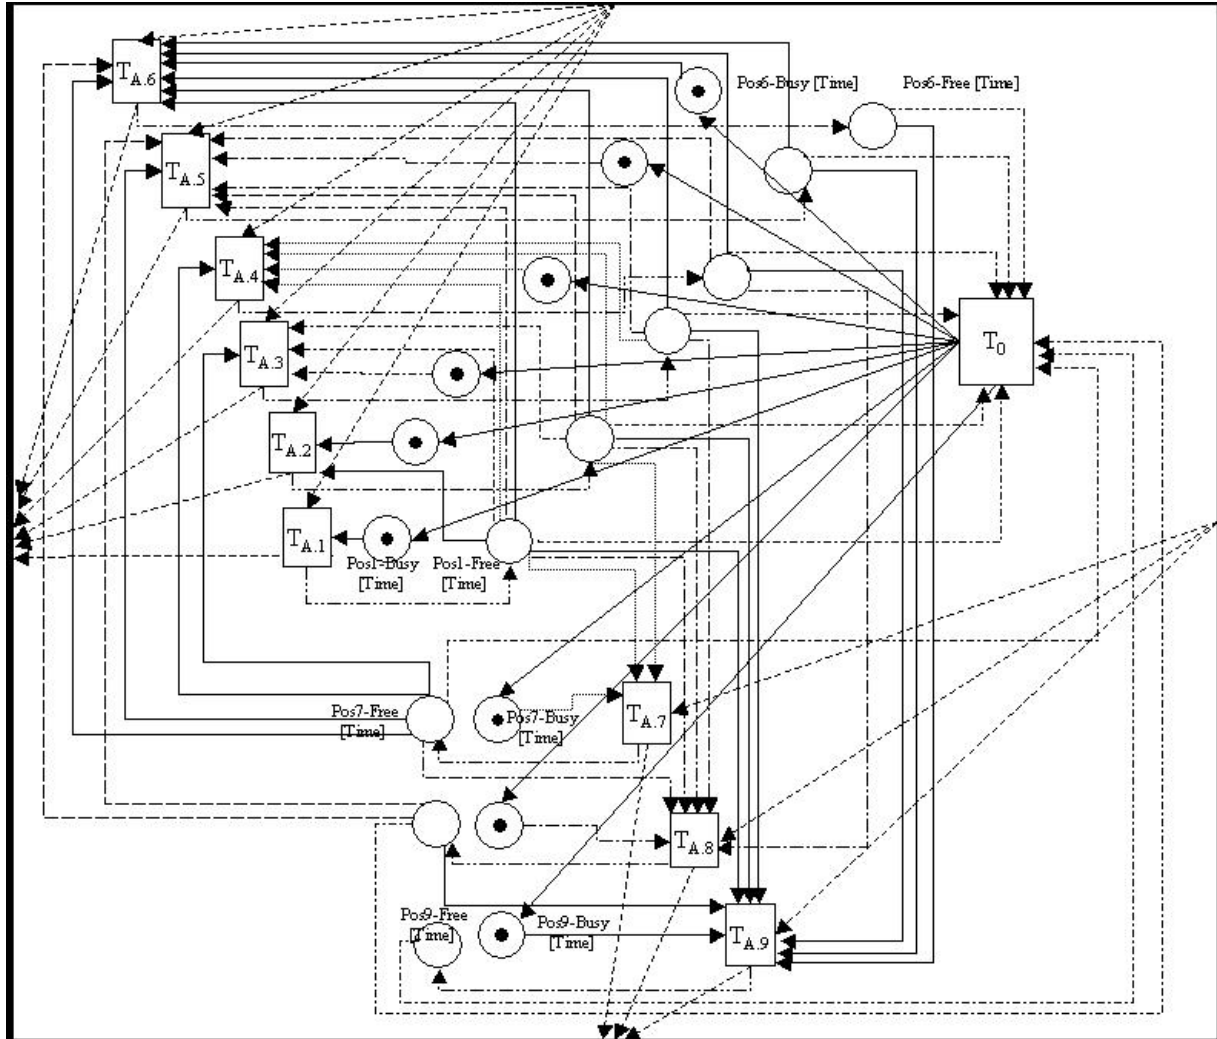 TA.6
Pos6-Busy [Time]
Pos6-Free [Time]
TA.5
TA.4
TA.3
T0
TA.2
TA.1
Pos1-Busy
[Time]
Pos1-Free
[Time]
Pos7-Free
[Time]
Pos7-Busy
[Time]
TA.7
TA.8
Pos9-Free
[Time]
Pos9-Busy
[Time]
TA.9